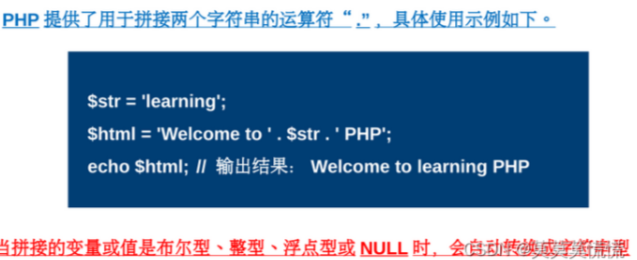 PHP 提供了用于拼接两个字符串的运算符“.”，具体使用示例如下。
$str = 'learning';
$html = 'Welcome to ' . $str . ' PHP';
echo $html; // 输出结果： Welcome to learning PHP
当拼接的变量或值是布尔型、整型、浮点型或 NULL 时，会自动转换成字符串型